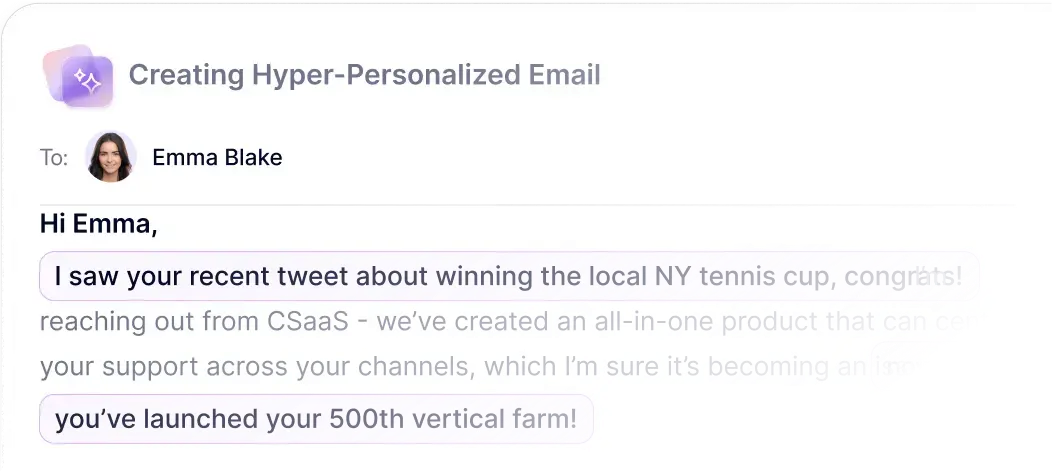 Creating Hyper-Personalized Email
To: Emma Blake
Hi Emma,
I saw your recent tweet about winning the local NY tennis cup, congrats!
reaching out from CSaaS - we’ve created an all-in-one product that can
your support across your channels, which I’m sure it’s becoming an
you’ve launched your 500th vertical farm!